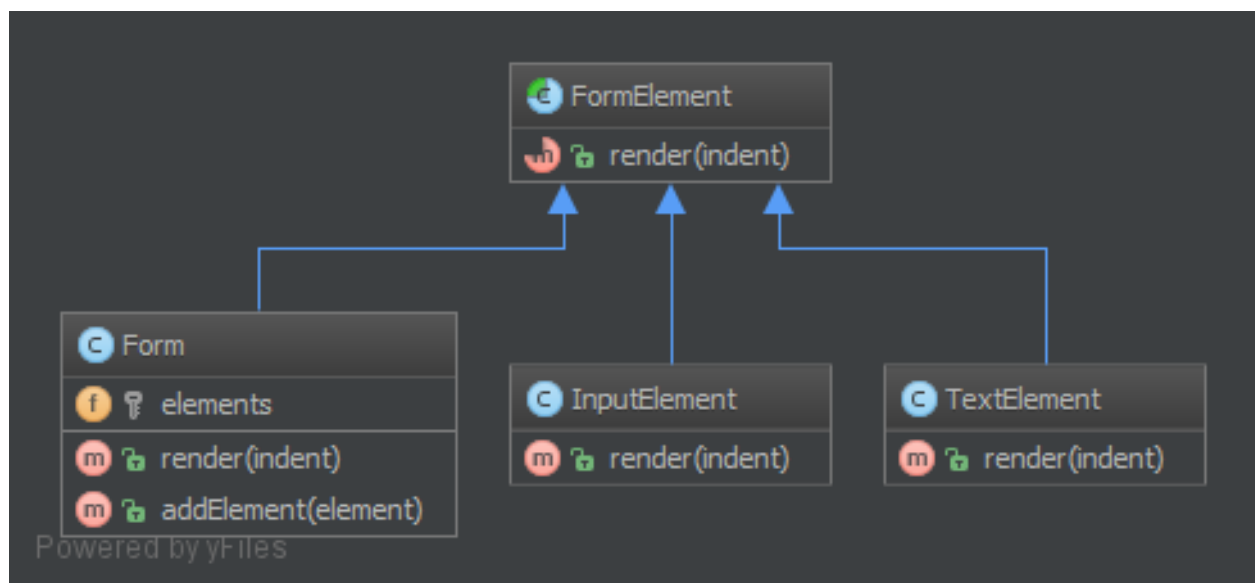 FormElement
render(indent)
Form
elements
render(indent)
addElement(element)
InputElement
render(indent)
TextElement
render(indent)
Powered by yFiles